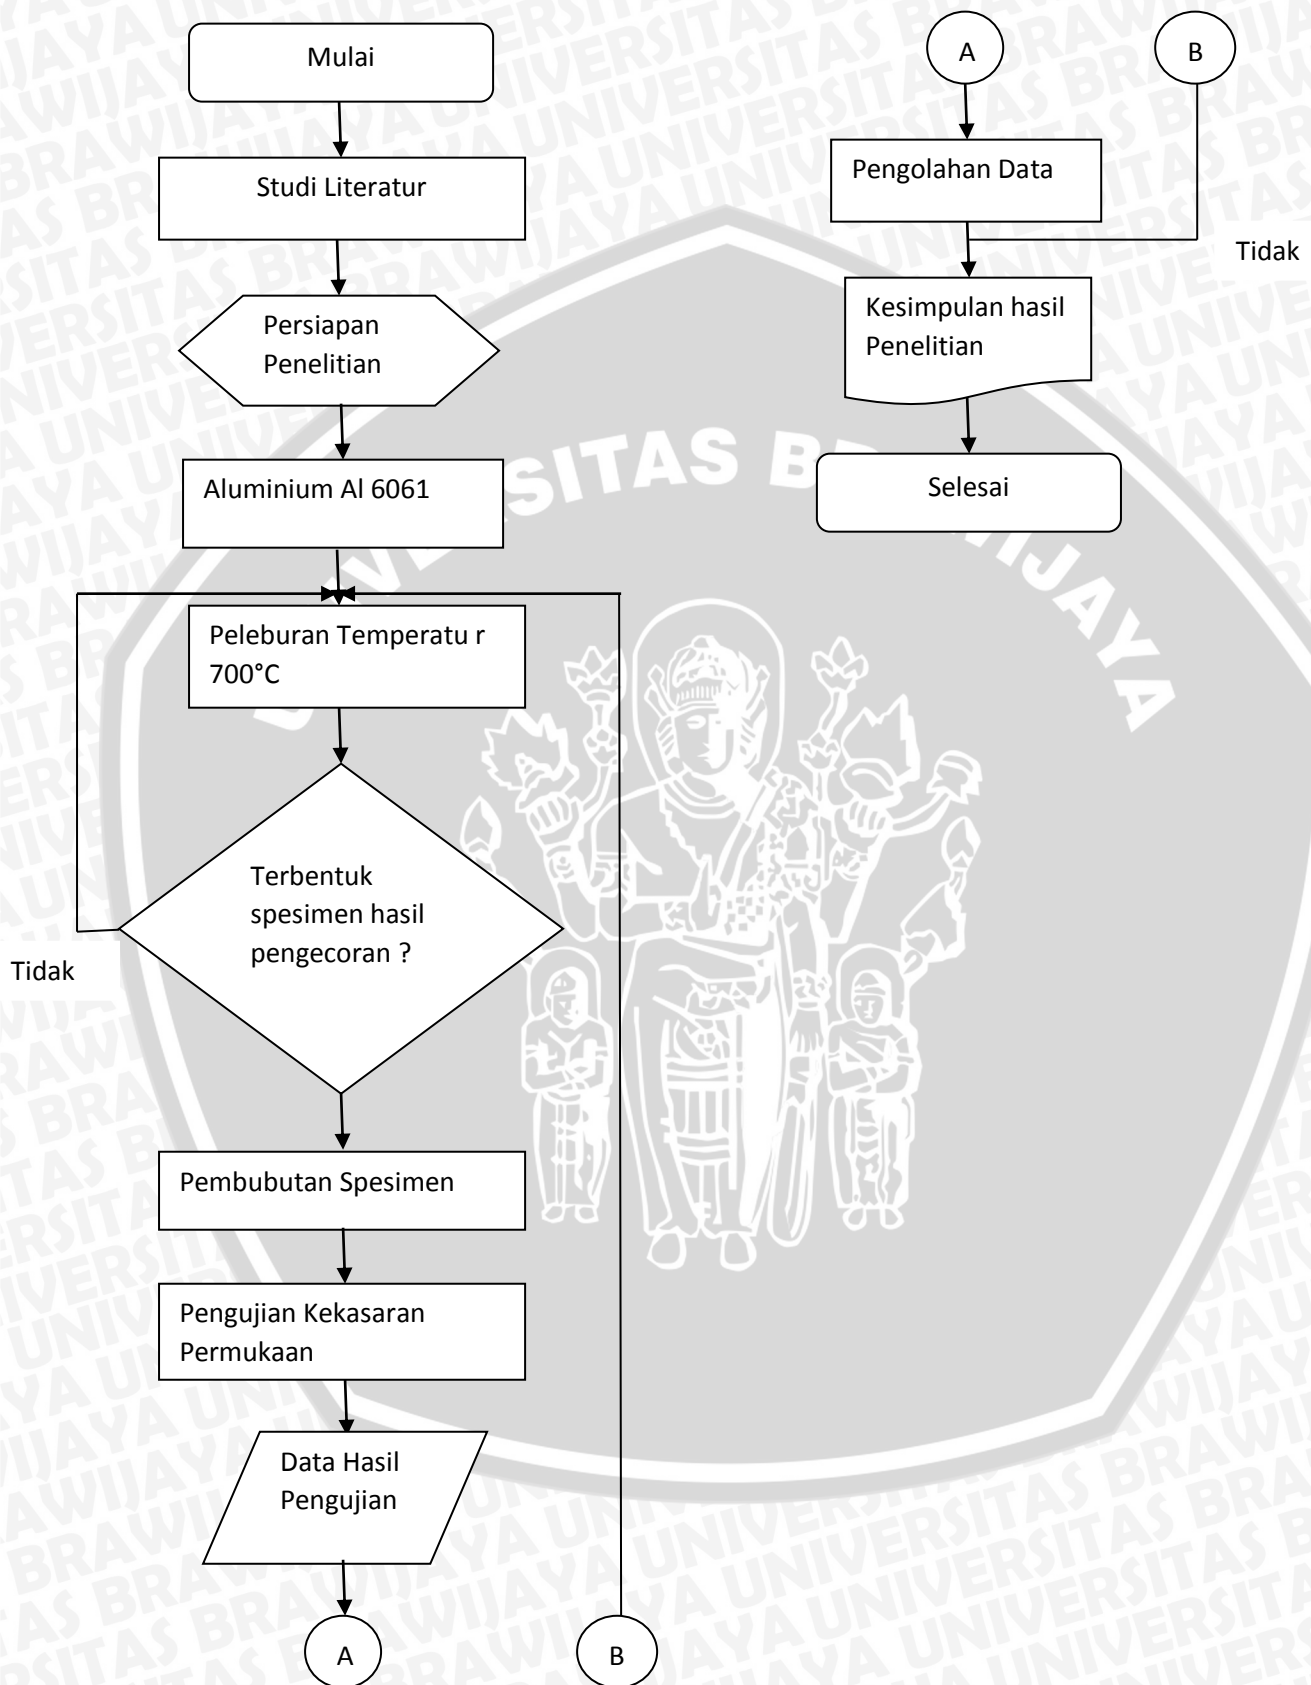 Mulai
Studi Literatur
Persiapan
Penelitian
Aluminium Al 6061
Peleburan Temperatu r
700°C
Terbentuk
spesimen hasil
pengecoran ?
Tidak
Pembubutan Spesimen
Pengujian Kekasaran
Permukaan
Data Hasil
Pengujian
A
B
A
B
Pengolahan Data
Tidak
Kesimpulan hasil
Penelitian
Selesai